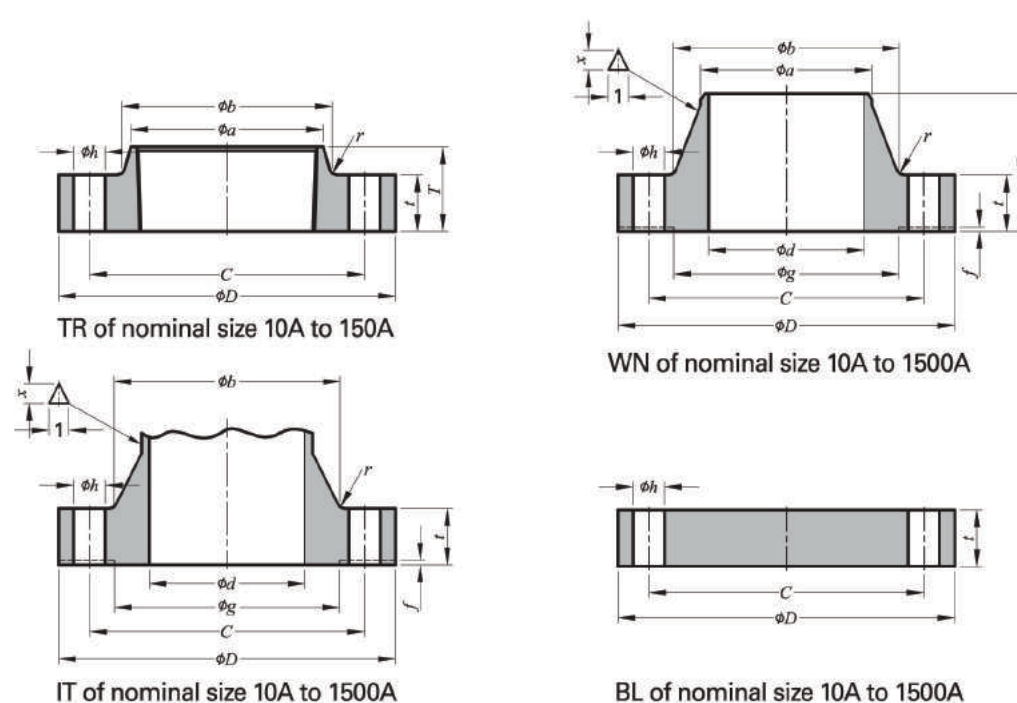 ϕb
ϕa
r
ϕh
t
T
C
ϕD
TR of nominal size 10A to 150A
x
1
ϕb
ϕa
r
ϕh
t
ϕd
f
ϕg
C
ϕD
WN of nominal size 10A to 1500A
x
1
ϕb
r
ϕh
t
ϕd
f
ϕg
C
ϕD
IT of nominal size 10A to 1500A
ϕh
t
C
ϕD
BL of nominal size 10A to 1500A